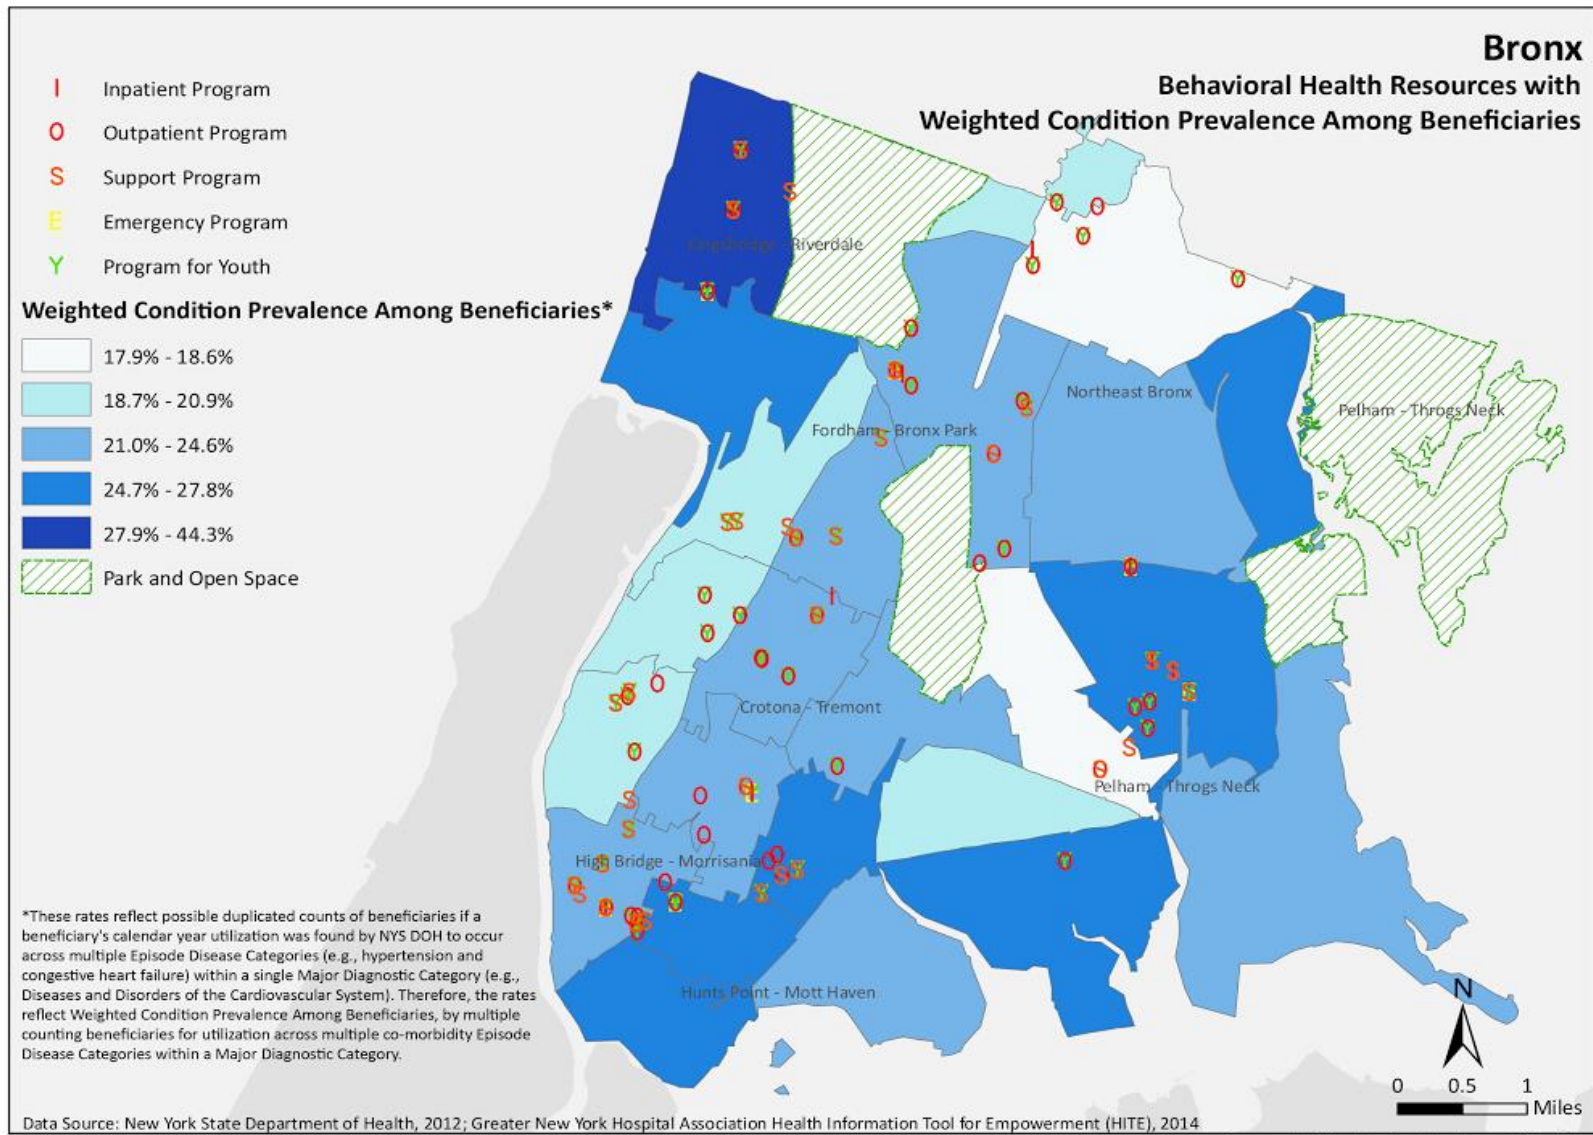 Bronx
Behavioral Health Resources with
Weighted Condition Prevalence Among Beneficiaries
I Inpatient Program
O Outpatient Program
S Support Program
E Emergency Program
Y Program for Youth
Weighted Condition Prevalence Among Beneficiaries*
17.9% - 18.6%
18.7% - 20.9%
21.0% - 24.6%
24.7% - 27.8%
27.9% - 44.3%
Park and Open Space
Kingsbridge - Riverdale
Northeast Bronx
Pelham - Throgs Neck
Fordham - Bronx Park
Crotona - Tremont
Pelham - Throgs Neck
High Bridge - Morrisania
Hunts Point - Mott Haven
*These rates reflect possible duplicated counts of beneficiaries if a
beneficiary's calendar year utilization was found by NYS DOH to occur
across multiple Episode Disease Categories (e.g., hypertension and
congestive heart failure) within a single Major Diagnostic Category (e.g.,
Diseases and Disorders of the Cardiovascular System). Therefore, the rates
reflect Weighted Condition Prevalence Among Beneficiaries, by multiple
counting beneficiaries for utilization across multiple co-morbidity Episode
Disease Categories within a Major Diagnostic Category.
N
0 0.5 1
Miles
Data Source: New York State Department of Health, 2012; Greater New York Hospital Association Health Information Tool for Empowerment (HITE), 2014